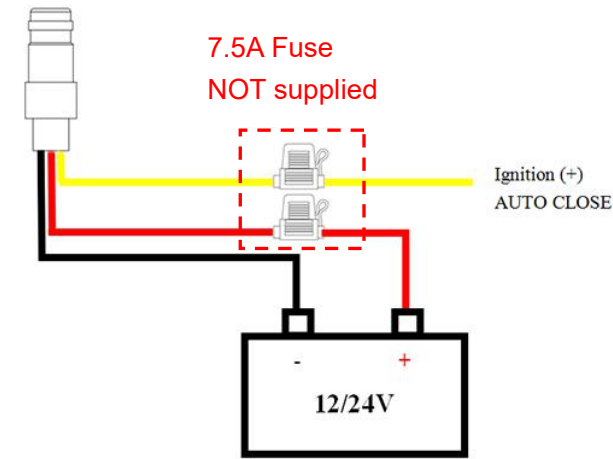 7.5A Fuse
NOT supplied
Ignition (+)
AUTO CLOSE
- +
12/24V